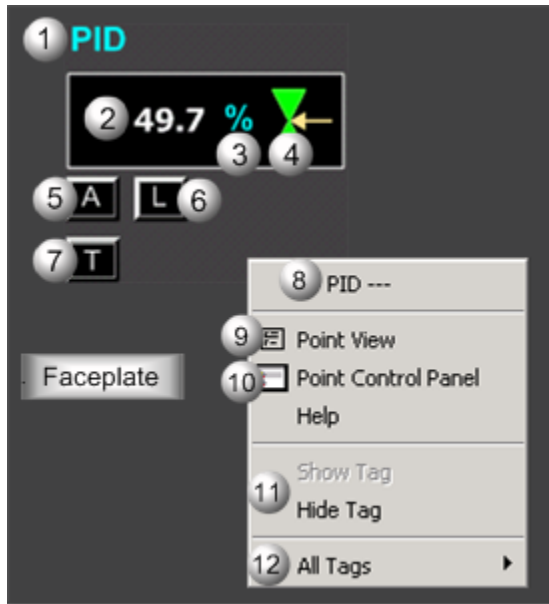 1 PID
2 49.7 %
3 4
5 A L 6
7 T
8 PID ---
9 Point View
10 Point Control Panel
Help
Show Tag
11
Hide Tag
12 All Tags
. Faceplate